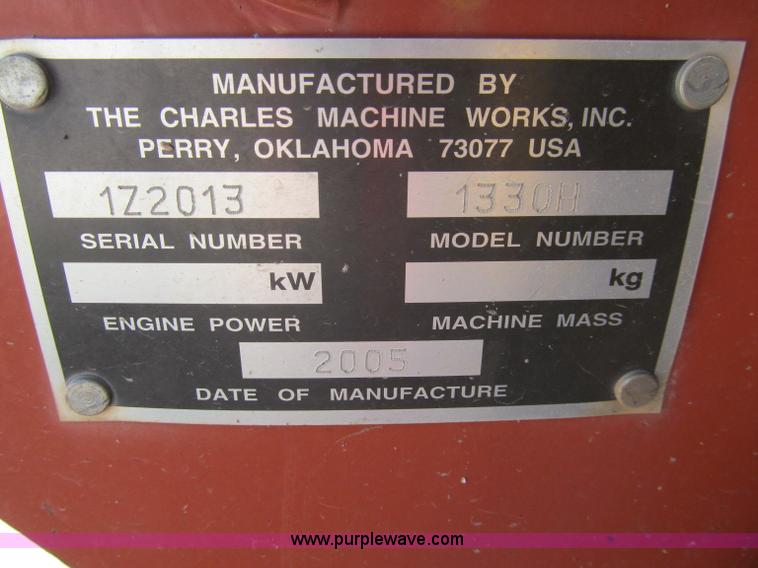 MANUFACTURED BY
THE CHARLES MACHINE WORKS, INC.
PERRY, OKLAHOMA 73077 USA
1Z2013 1330H
SERIAL NUMBER MODEL NUMBER
kW kg
ENGINE POWER MACHINE MASS
2005
DATE OF MANUFACTURE
www.purplewave.com